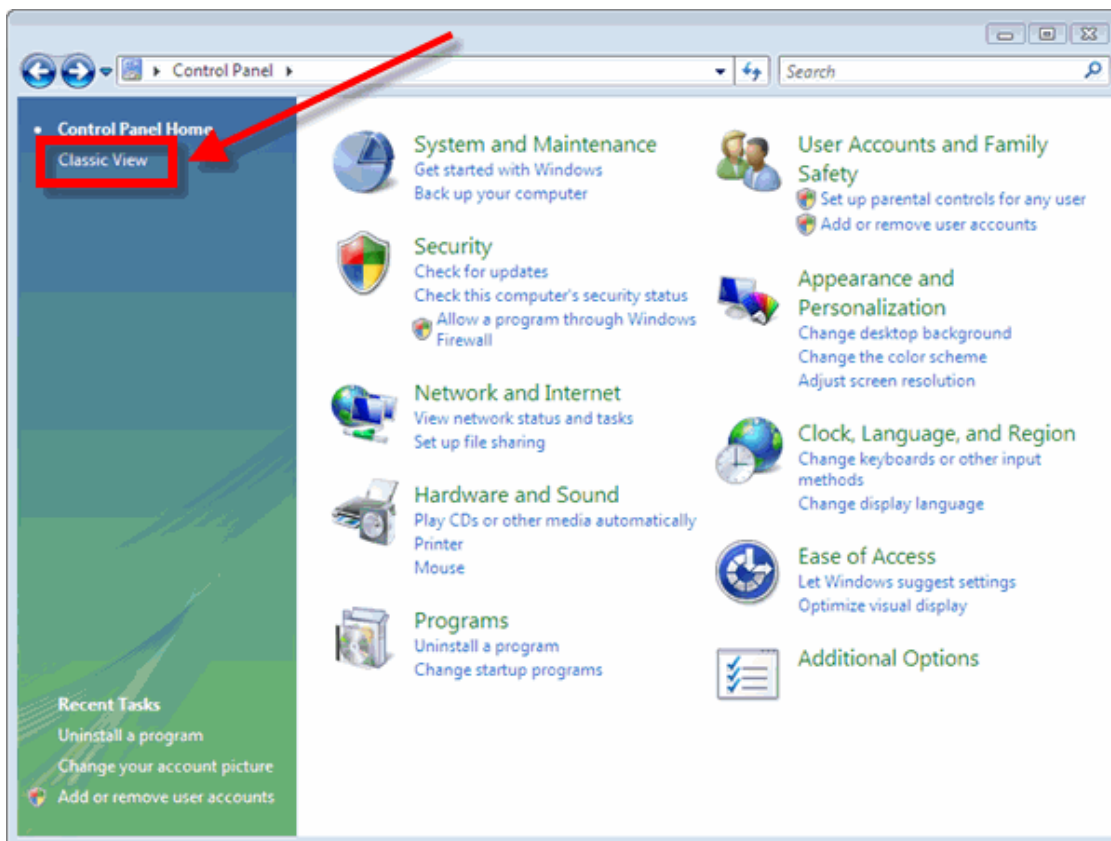 Control Panel
Search
Control Panel Home
Classic View
System and Maintenance
Get started with Windows
Back up your computer
Security
Check for updates
Check this computer's security status
Allow a program through Windows
Firewall
Network and Internet
View network status and tasks
Set up file sharing
Hardware and Sound
Play CDs or other media automatically
Printer
Mouse
Programs
Uninstall a program
Change startup programs
User Accounts and Family
Safety
Set up parental controls for any user
Add or remove user accounts
Appearance and
Personalization
Change desktop background
Change the color scheme
Adjust screen resolution
Clock, Language, and Region
Change keyboards or other input
methods
Change display language
Ease of Access
Let Windows suggest settings
Optimize visual display
Additional Options
Recent Tasks
Uninstall a program
Change your account picture
Add or remove user accounts